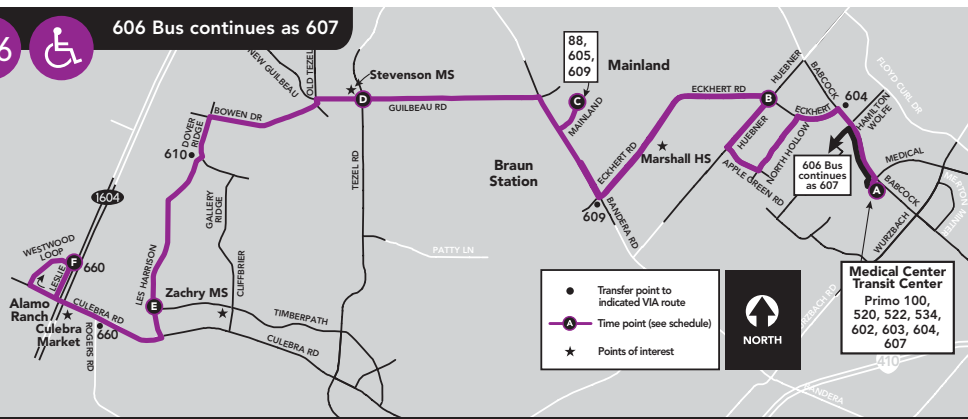 6
606 Bus continues as 607
NEW GUILBEAU
OLD TEZEL
Stevenson MS
D
GUILBEAU RD
BOWEN DR
DOVER RIDGE
610
TEZEL RD
88,
605,
609
Mainland
C
MAINLAND
ECKHERT RD
B
HUEBNER
BABCOCK
FLOYD CURL DR
604
ECKHERT
HAMILTON
WOLFE
HUEBNER
NORTH HOLLOW
APPLE GREEN RD
606 Bus
continues
as 607
MEDICAL
A
BABCOCK
WURZBACH
MERTON
MINTER
Marshall HS
ECKHERT RD
Braun
Station
609
BANDERA RD
1604
GALLERY
RIDGE
WESTWOOD
LOOP
LESLIE
F
660
LES HARRISON
CLIFFBRIER
PATTY LN
Alamo
Ranch
Culebra
Market
CULEBRA RD
660
ROGERS RD
E
Zachry MS
TIMBERPATH
CULEBRA RD
Transfer point to
indicated VIA route
A
Time point (see schedule)
Points of interest
NORTH
WURZBACH RD
Medical Center
Transit Center
Primo 100,
520, 522, 534,
602, 603, 604,
607
410
BANDERA